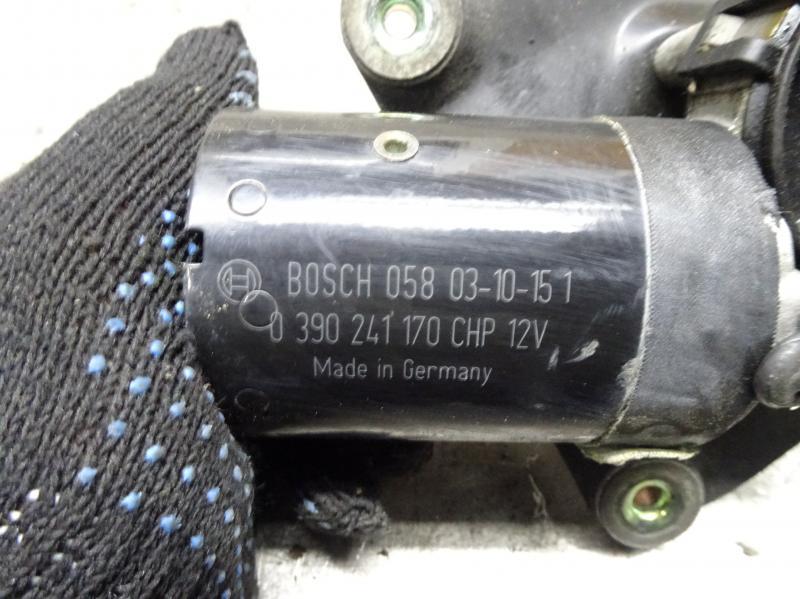 BOSCH 058 03-10-15 1
0 390 241 170 CHP 12V
Made in Germany